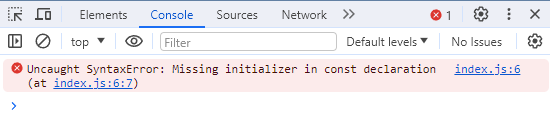 Elements Console Sources Network » 1
top Filter Default levels No Issues
Uncaught SyntaxError: Missing initializer in const declaration index.js:6
(at index.js:6:7)
>